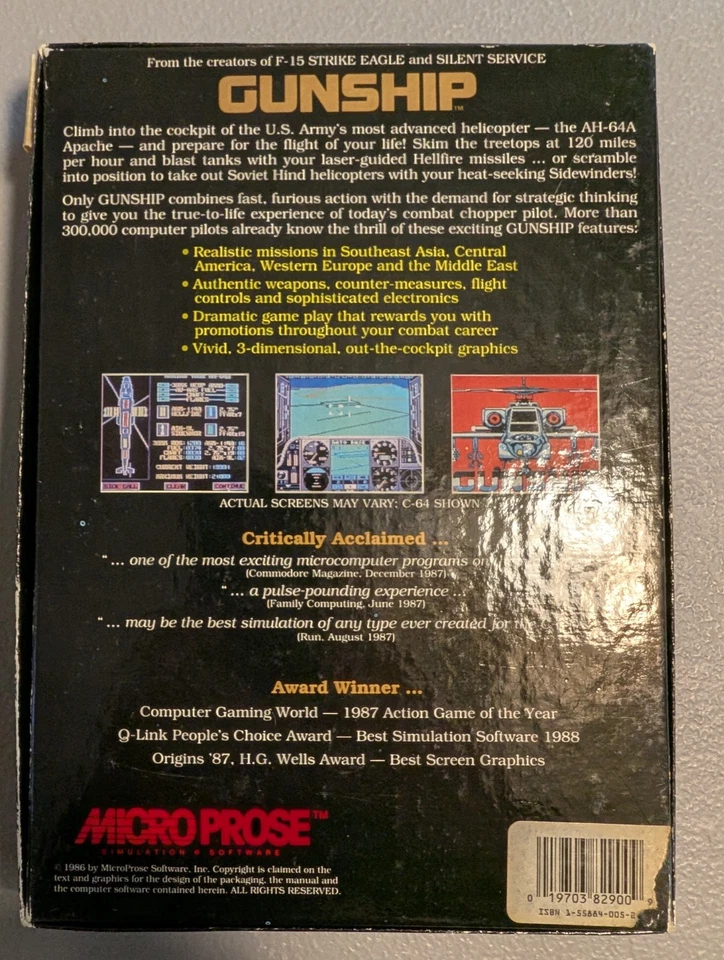 From the creators of F-15 STRIKE EAGLE and SILENT SERVICE
GUNSHIP™
Climb into the cockpit of the U.S. Army's most advanced helicopter — the AH-64A
Apache — and prepare for the flight of your life! Skim the treetops at 120 miles
per hour and blast tanks with your laser-guided Hellfire missiles ... or scramble
into position to take out Soviet Hind helicopters with your heat-seeking Sidewinders!
Only GUNSHIP combines fast, furious action with the demand for strategic thinking
to give you the true-to-life experience of today's combat chopper pilot. More than
300,000 computer pilots already know the thrill of these exciting GUNSHIP features:
• Realistic missions in Southeast Asia, Central
America, Western Europe and the Middle East
• Authentic weapons, counter-measures, flight
controls and sophisticated electronics
• Dramatic game play that rewards you with
promotions throughout your combat career
• Vivid, 3-dimensional, out-the-cockpit graphics
CLEAR
CONTINUE
ACTUAL SCREENS MAY VARY: C-64 SHOWN
Critically Acclaimed ...
"... one of the most exciting microcomputer programs
(Commodore Magazine, December 1987)
"... a pulse-pounding experience ...
(Family Computing, June 1987)
"... may be the best simulation of any type ever created for
(Run, August 1987)
Award Winner ...
Computer Gaming World — 1987 Action Game of the Year
Q-Link People's Choice Award — Best Simulation Software 1988
Origins '87, H.G. Wells Award — Best Screen Graphics
MICROPROSE™
SIMULATION • SOFTWARE
© 1986 by MicroProse Software, Inc. Copyright is claimed on the
text and graphics for the design of the packaging, the manual and
the computer software contained herein. ALL RIGHTS RESERVED.
0 19703 82900 9
ISBN 1-55884-005-2